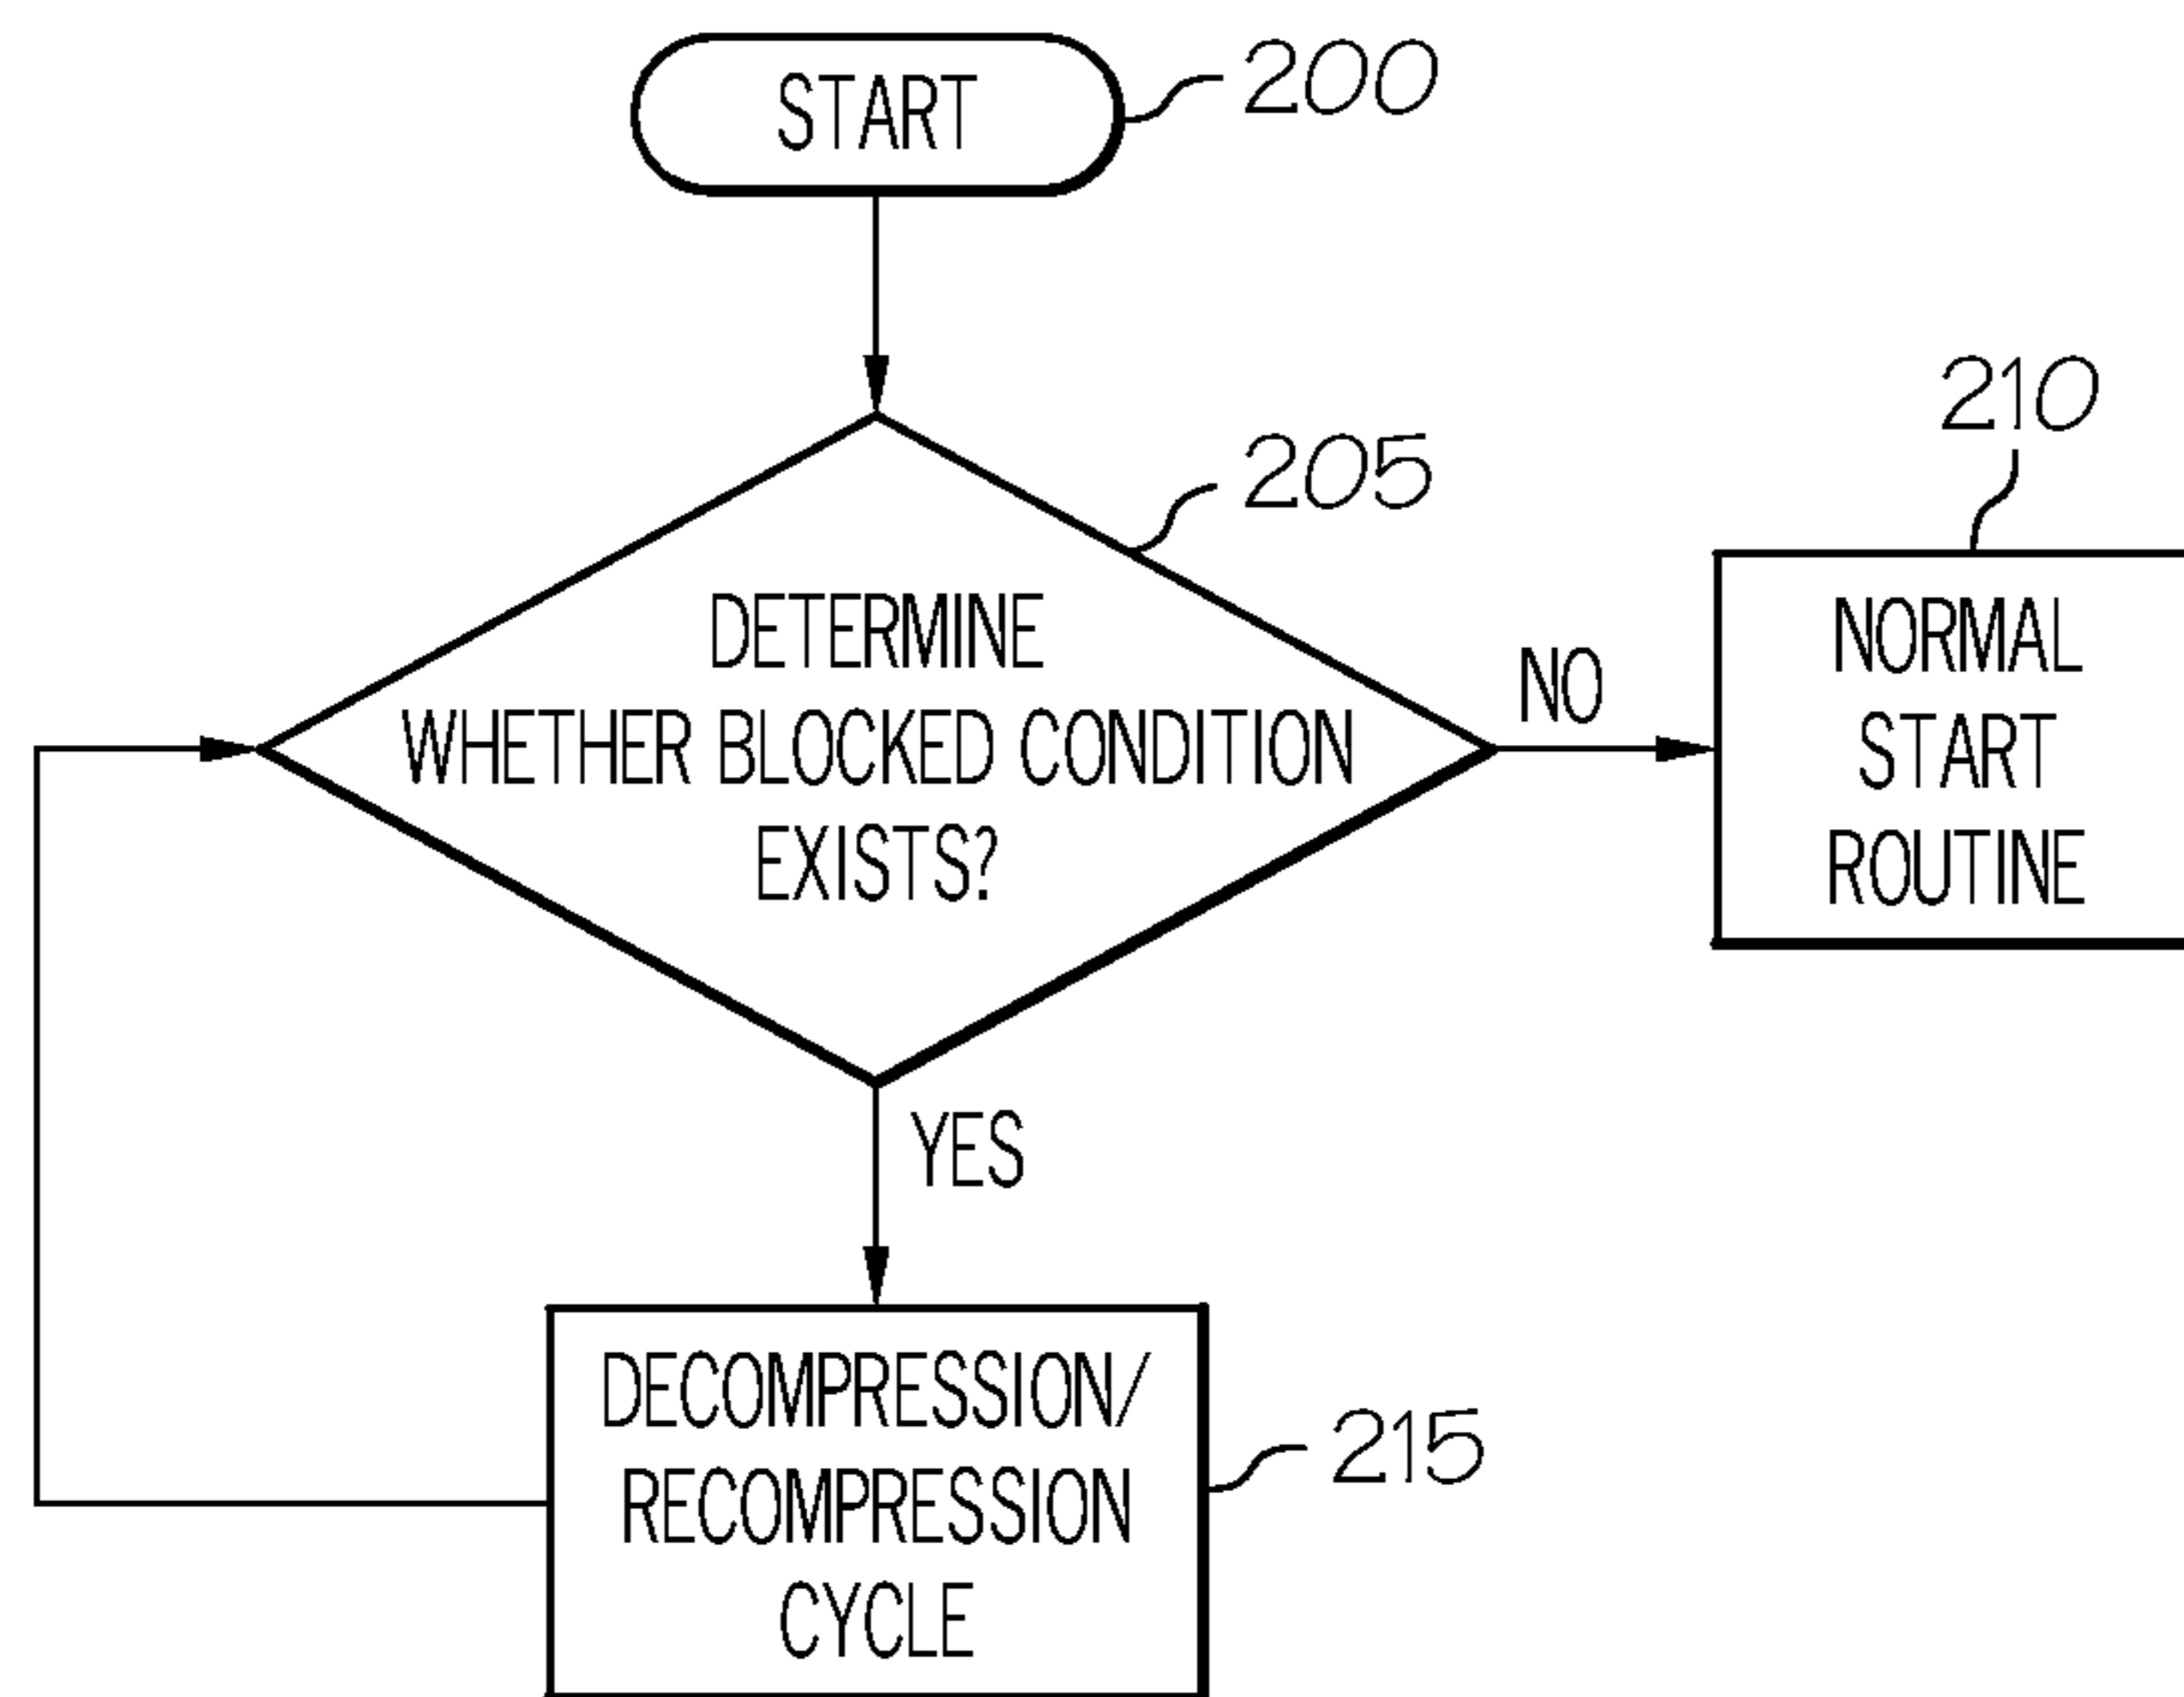 START
200
205
DETERMINE
WHETHER BLOCKED CONDITION
EXISTS?
NO
210
NORMAL
START
ROUTINE
YES
DECOMPRESSION/
RECOMPRESSION
CYCLE
215